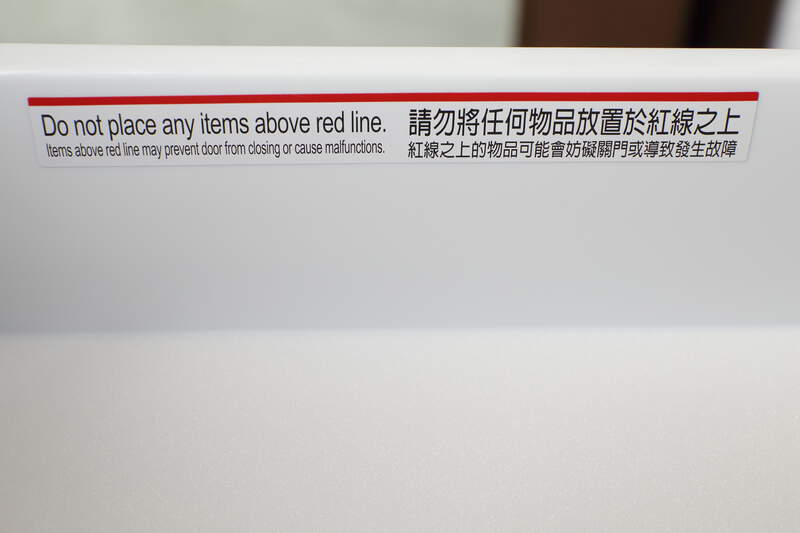 Do not place any items above red line.
Items above red line may prevent door from closing or cause malfunctions.
請勿將任何物品放置於紅線之上
紅線之上的物品可能會妨礙關門或導致發生故障